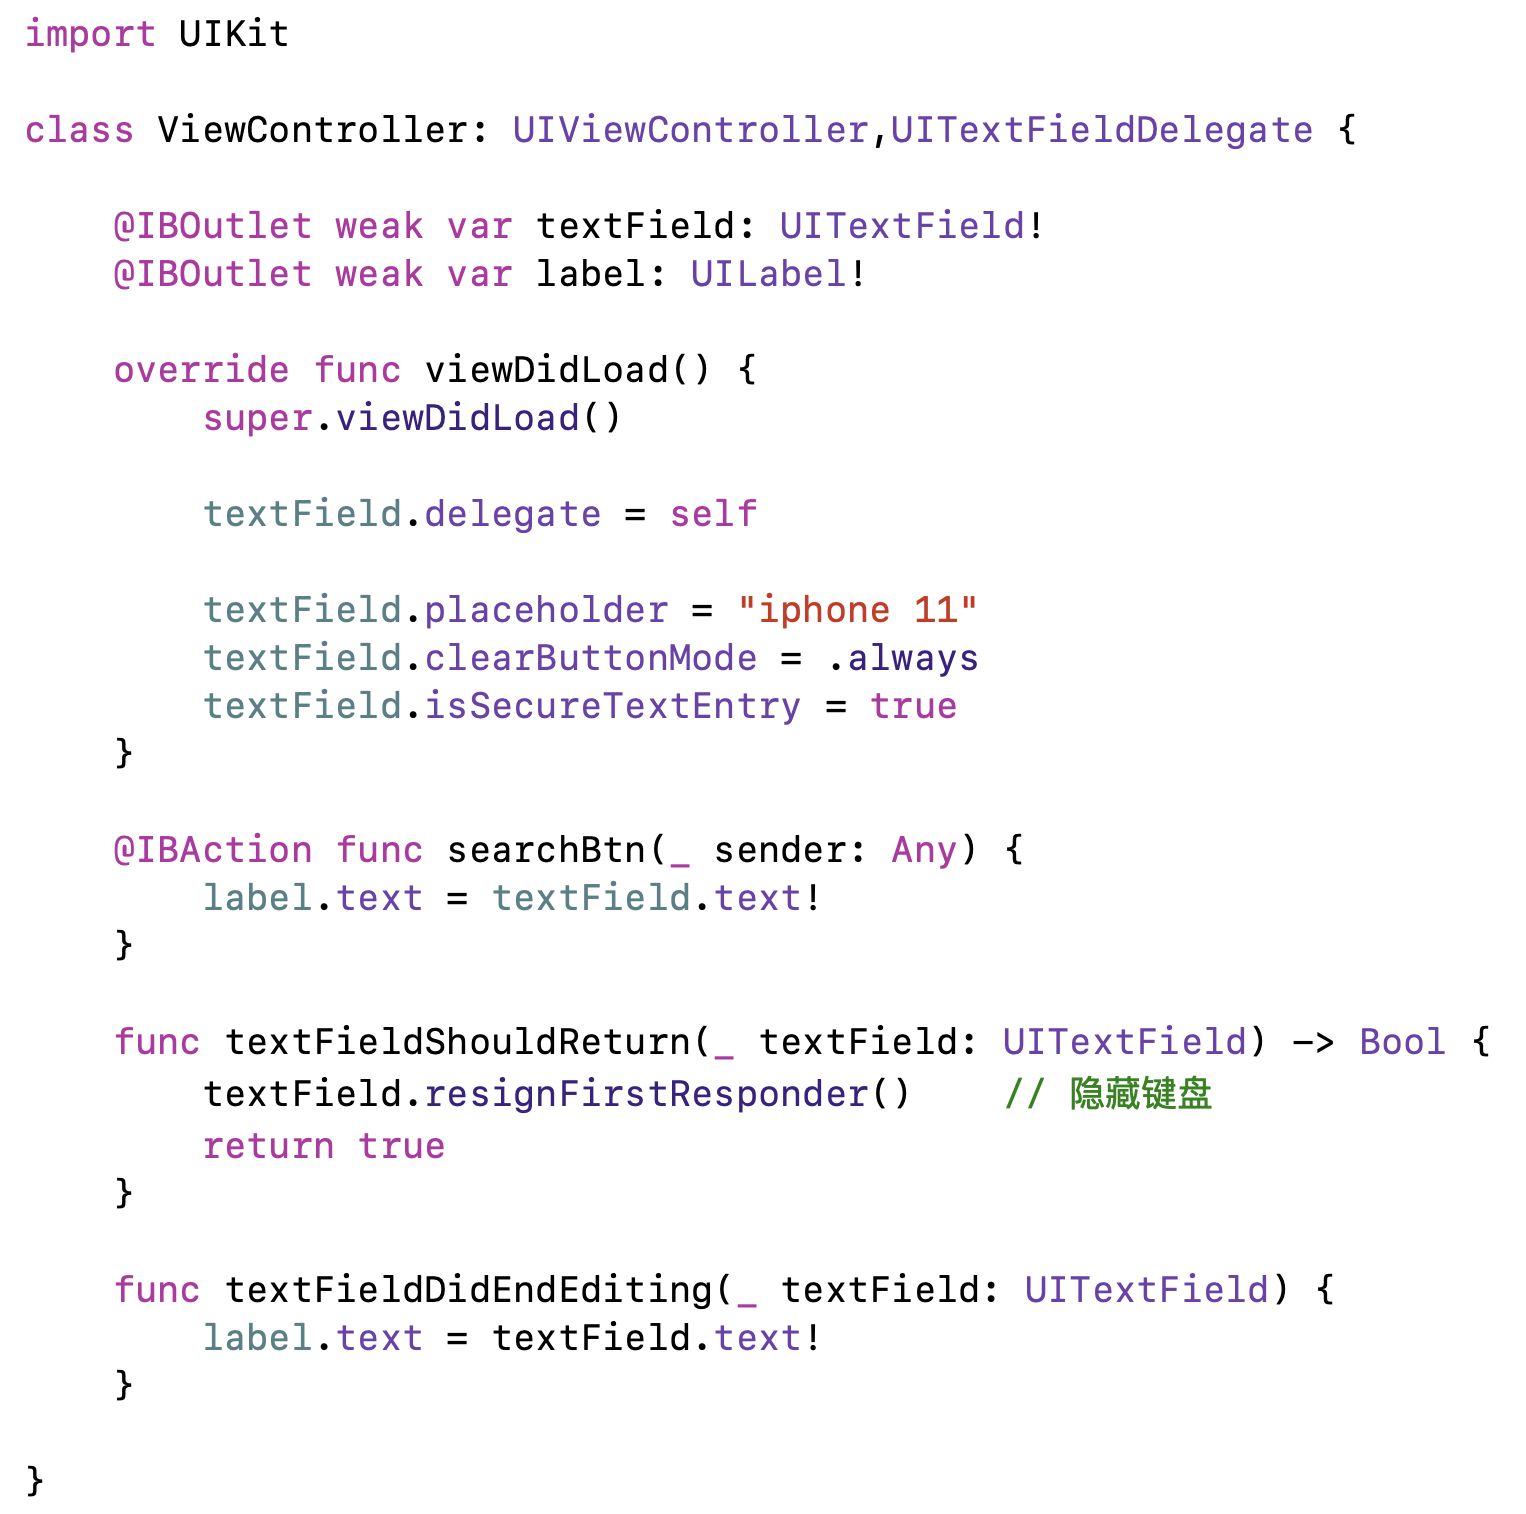 import UIKit
class ViewController: UIViewController,UITextFieldDelegate {
@IBOutlet weak var textField: UITextField!
@IBOutlet weak var label: UILabel!
override func viewDidLoad() {
super.viewDidLoad()
textField.delegate = self
textField.placeholder = "iphone 11"
textField.clearButtonMode = .always
textField.isSecureTextEntry = true
}
@IBAction func searchBtn(_ sender: Any) {
label.text = textField.text!
}
func textFieldShouldReturn(_ textField: UITextField) -> Bool {
textField.resignFirstResponder() // 隐藏键盘
return true
}
func textFieldDidEndEditing(_ textField: UITextField) {
label.text = textField.text!
}
}